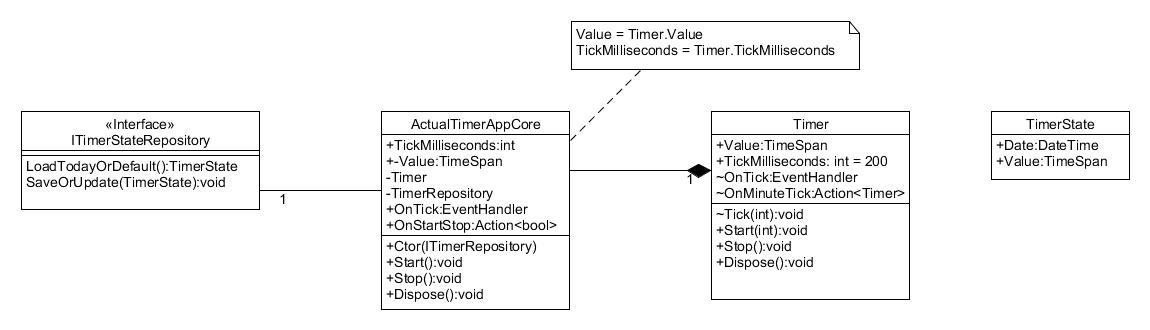 Value = Timer.Value
TickMilliseconds = Timer.TickMilliseconds
«Interface»
ITimerStateRepository
LoadTodayOrDefault():TimerState
SaveOrUpdate(TimerState):void
1
ActualTimerAppCore
+TickMilliseconds:int
+-Value:TimeSpan
-Timer
-TimerRepository
+OnTick:EventHandler
+OnStartStop:Action<bool>
+Ctor(ITimerRepository)
+Start():void
+Stop():void
+Dispose():void
1
Timer
+Value:TimeSpan
+TickMilliseconds: int = 200
~OnTick:EventHandler
~OnMinuteTick:Action<Timer>
~Tick(int):void
+Start(int):void
+Stop():void
+Dispose():void
TimerState
+Date:DateTime
+Value:TimeSpan